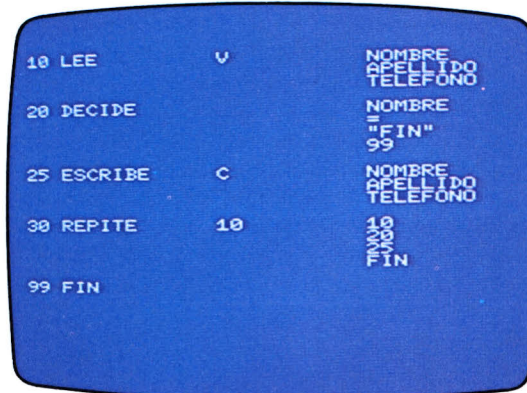 10 LEE V NOMBRE
APELLIDO
TELEFONO
20 DECIDE NOMBRE
=
"FIN"
99
25 ESCRIBE C NOMBRE
APELLIDO
TELEFONO
30 REPITE 10 10
20
25
FIN
99 FIN